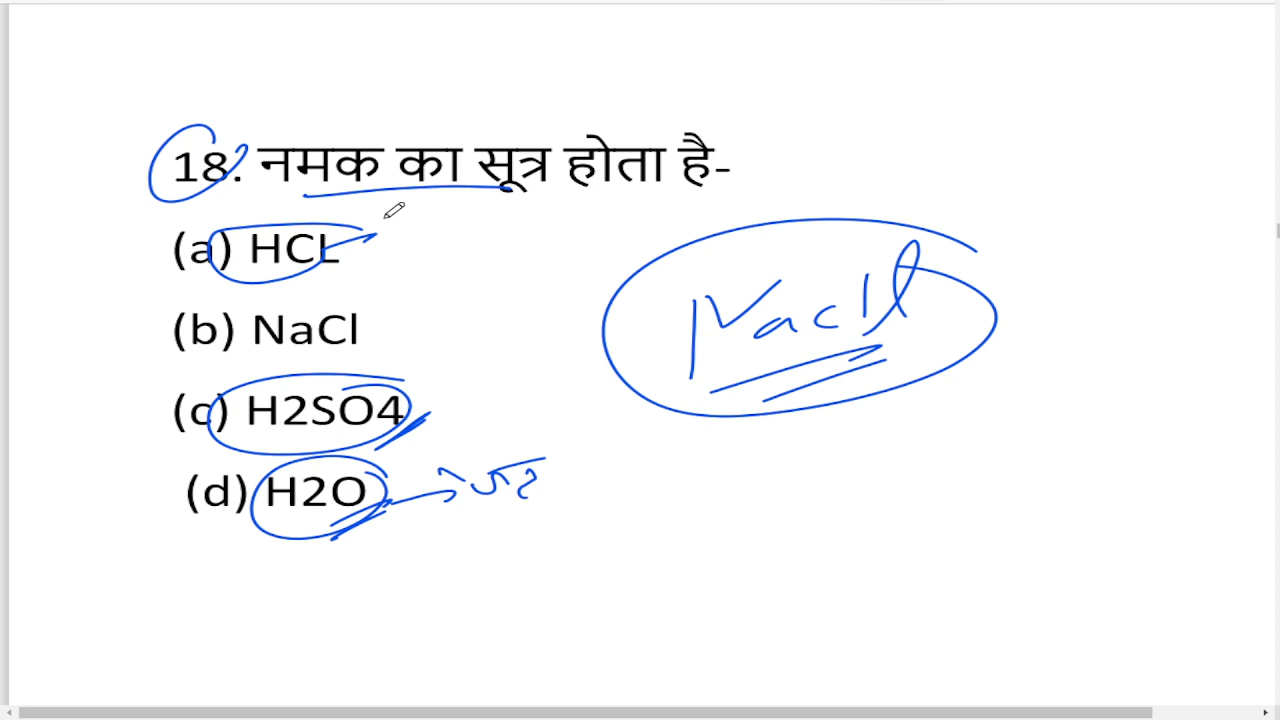 18. नमक का सूत्र होता है-
(a) HCL
(b) NaCl
NaCl
(c) H2SO4
(d) H2O